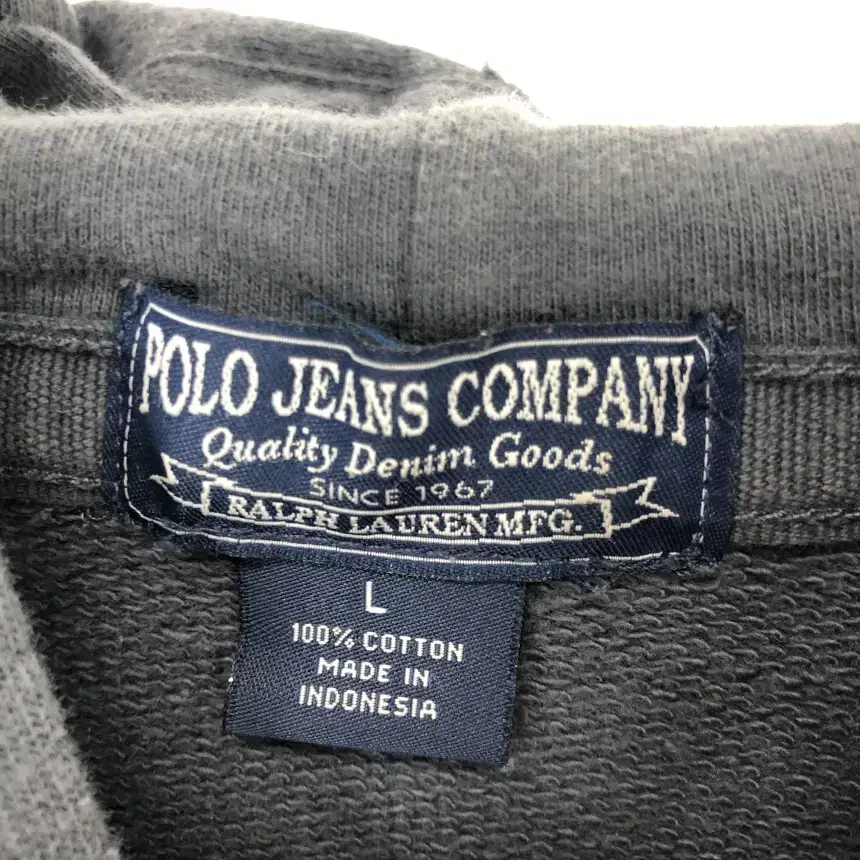 POLO JEANS COMPANY
Quality Denim Goods
SINCE 1967
RALPH LAUREN MFG.
L
100% COTTON
MADE IN
INDONESIA